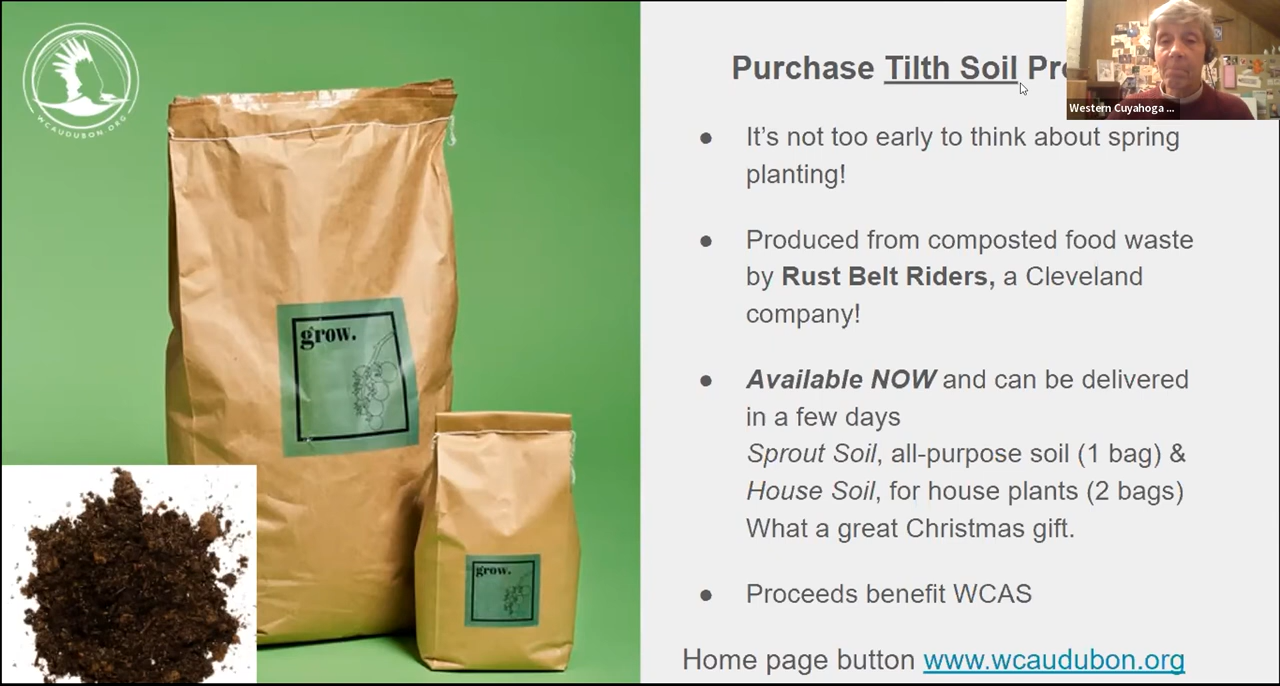 WCAUDUBON.ORG
grow.
grow.
Purchase Tilth Soil
Western Cuyahoga ...
● It's not too early to think about spring
planting!
● Produced from composted food waste
by Rust Belt Riders, a Cleveland
company!
● Available NOW and can be delivered
in a few days
Sprout Soil, all-purpose soil (1 bag) &
House Soil, for house plants (2 bags)
What a great Christmas gift.
● Proceeds benefit WCAS
Home page button www.wcaudubon.org